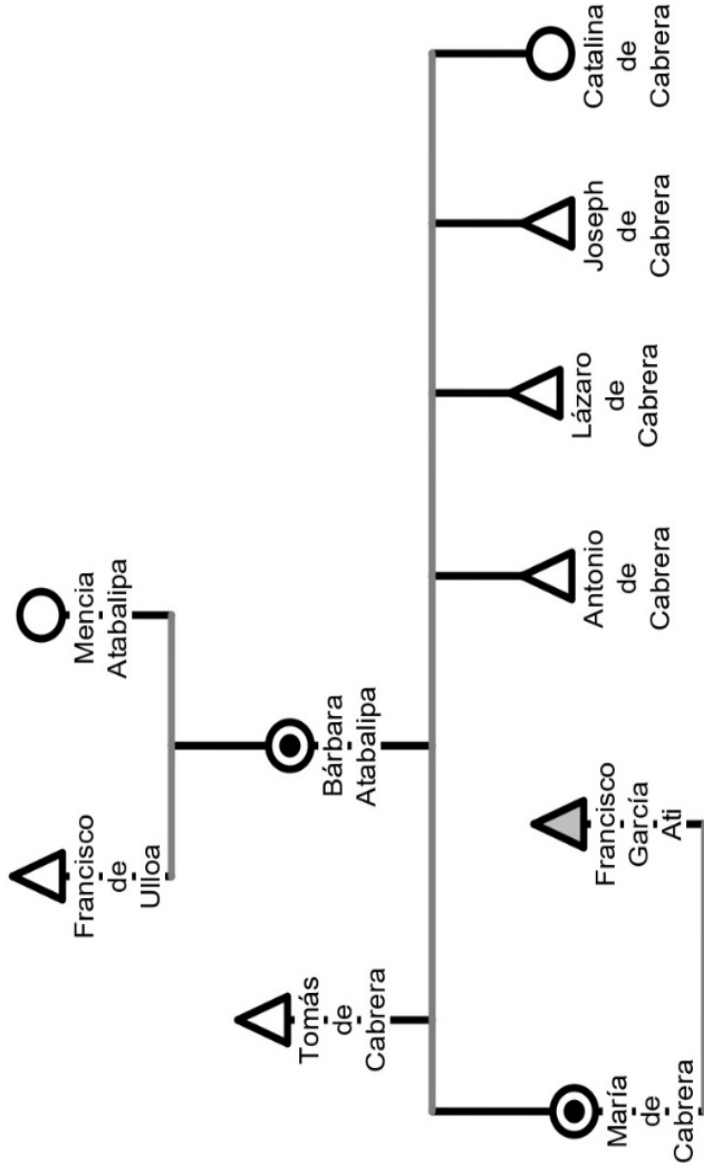 Francisco
de
Ulloa
Mencia
Atabalipa
Tomás
de
Cabrera
Bárbara
Atabalipa
María
de
Cabrera
Francisco
García
Ati
Antonio
de
Cabrera
Lázaro
de
Cabrera
Joseph
de
Cabrera
Catalina
de
Cabrera